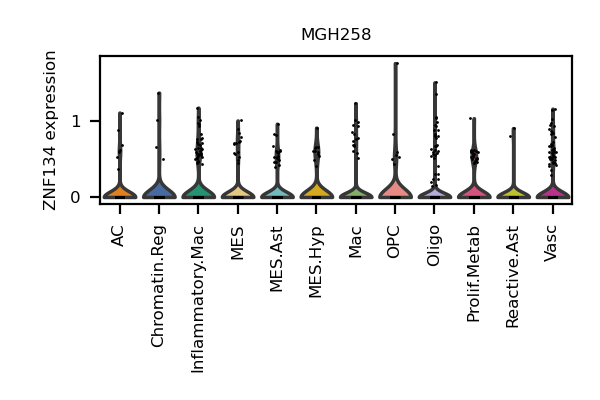 MGH258
ZNF134 expression
1
0
AC
Chromatin.Reg
Inflammatory.Mac
MES
MES.Ast
MES.Hyp
Mac
OPC
Oligo
Prolif.Metab
Reactive.Ast
Vasc